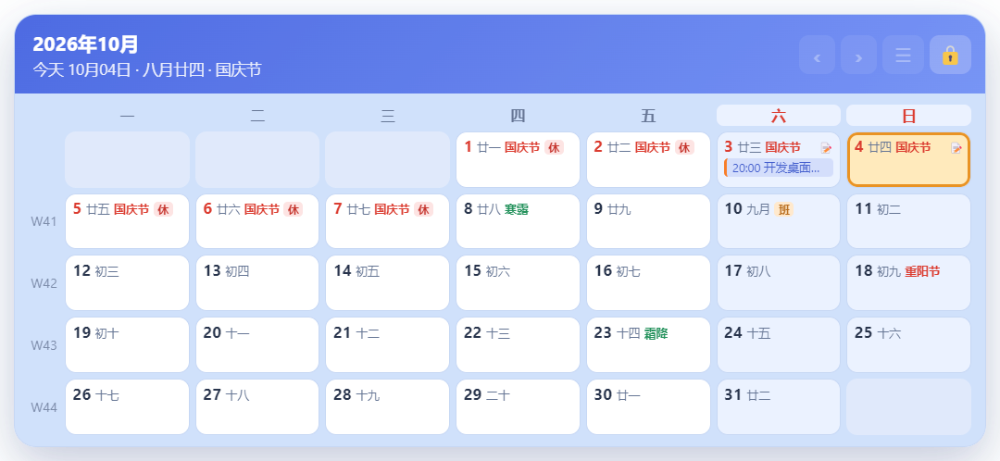 2026年10月
今天 10月04日 · 八月廿四 · 国庆节
一 二 三 四 五 六 日
1 廿一 国庆节 休 2 廿二 国庆节 休 3 廿三 国庆节 4 廿四 国庆节
20:00 开发桌面...
W41 5 廿五 国庆节 休 6 廿六 国庆节 休 7 廿七 国庆节 休 8 廿八 寒露 9 廿九 10 九月 班 11 初二
W42 12 初三 13 初四 14 初五 15 初六 16 初七 17 初八 18 初九 重阳节
W43 19 初十 20 十一 21 十二 22 十三 23 十四 霜降 24 十五 25 十六
W44 26 十七 27 十八 28 十九 29 二十 30 廿一 31 廿二